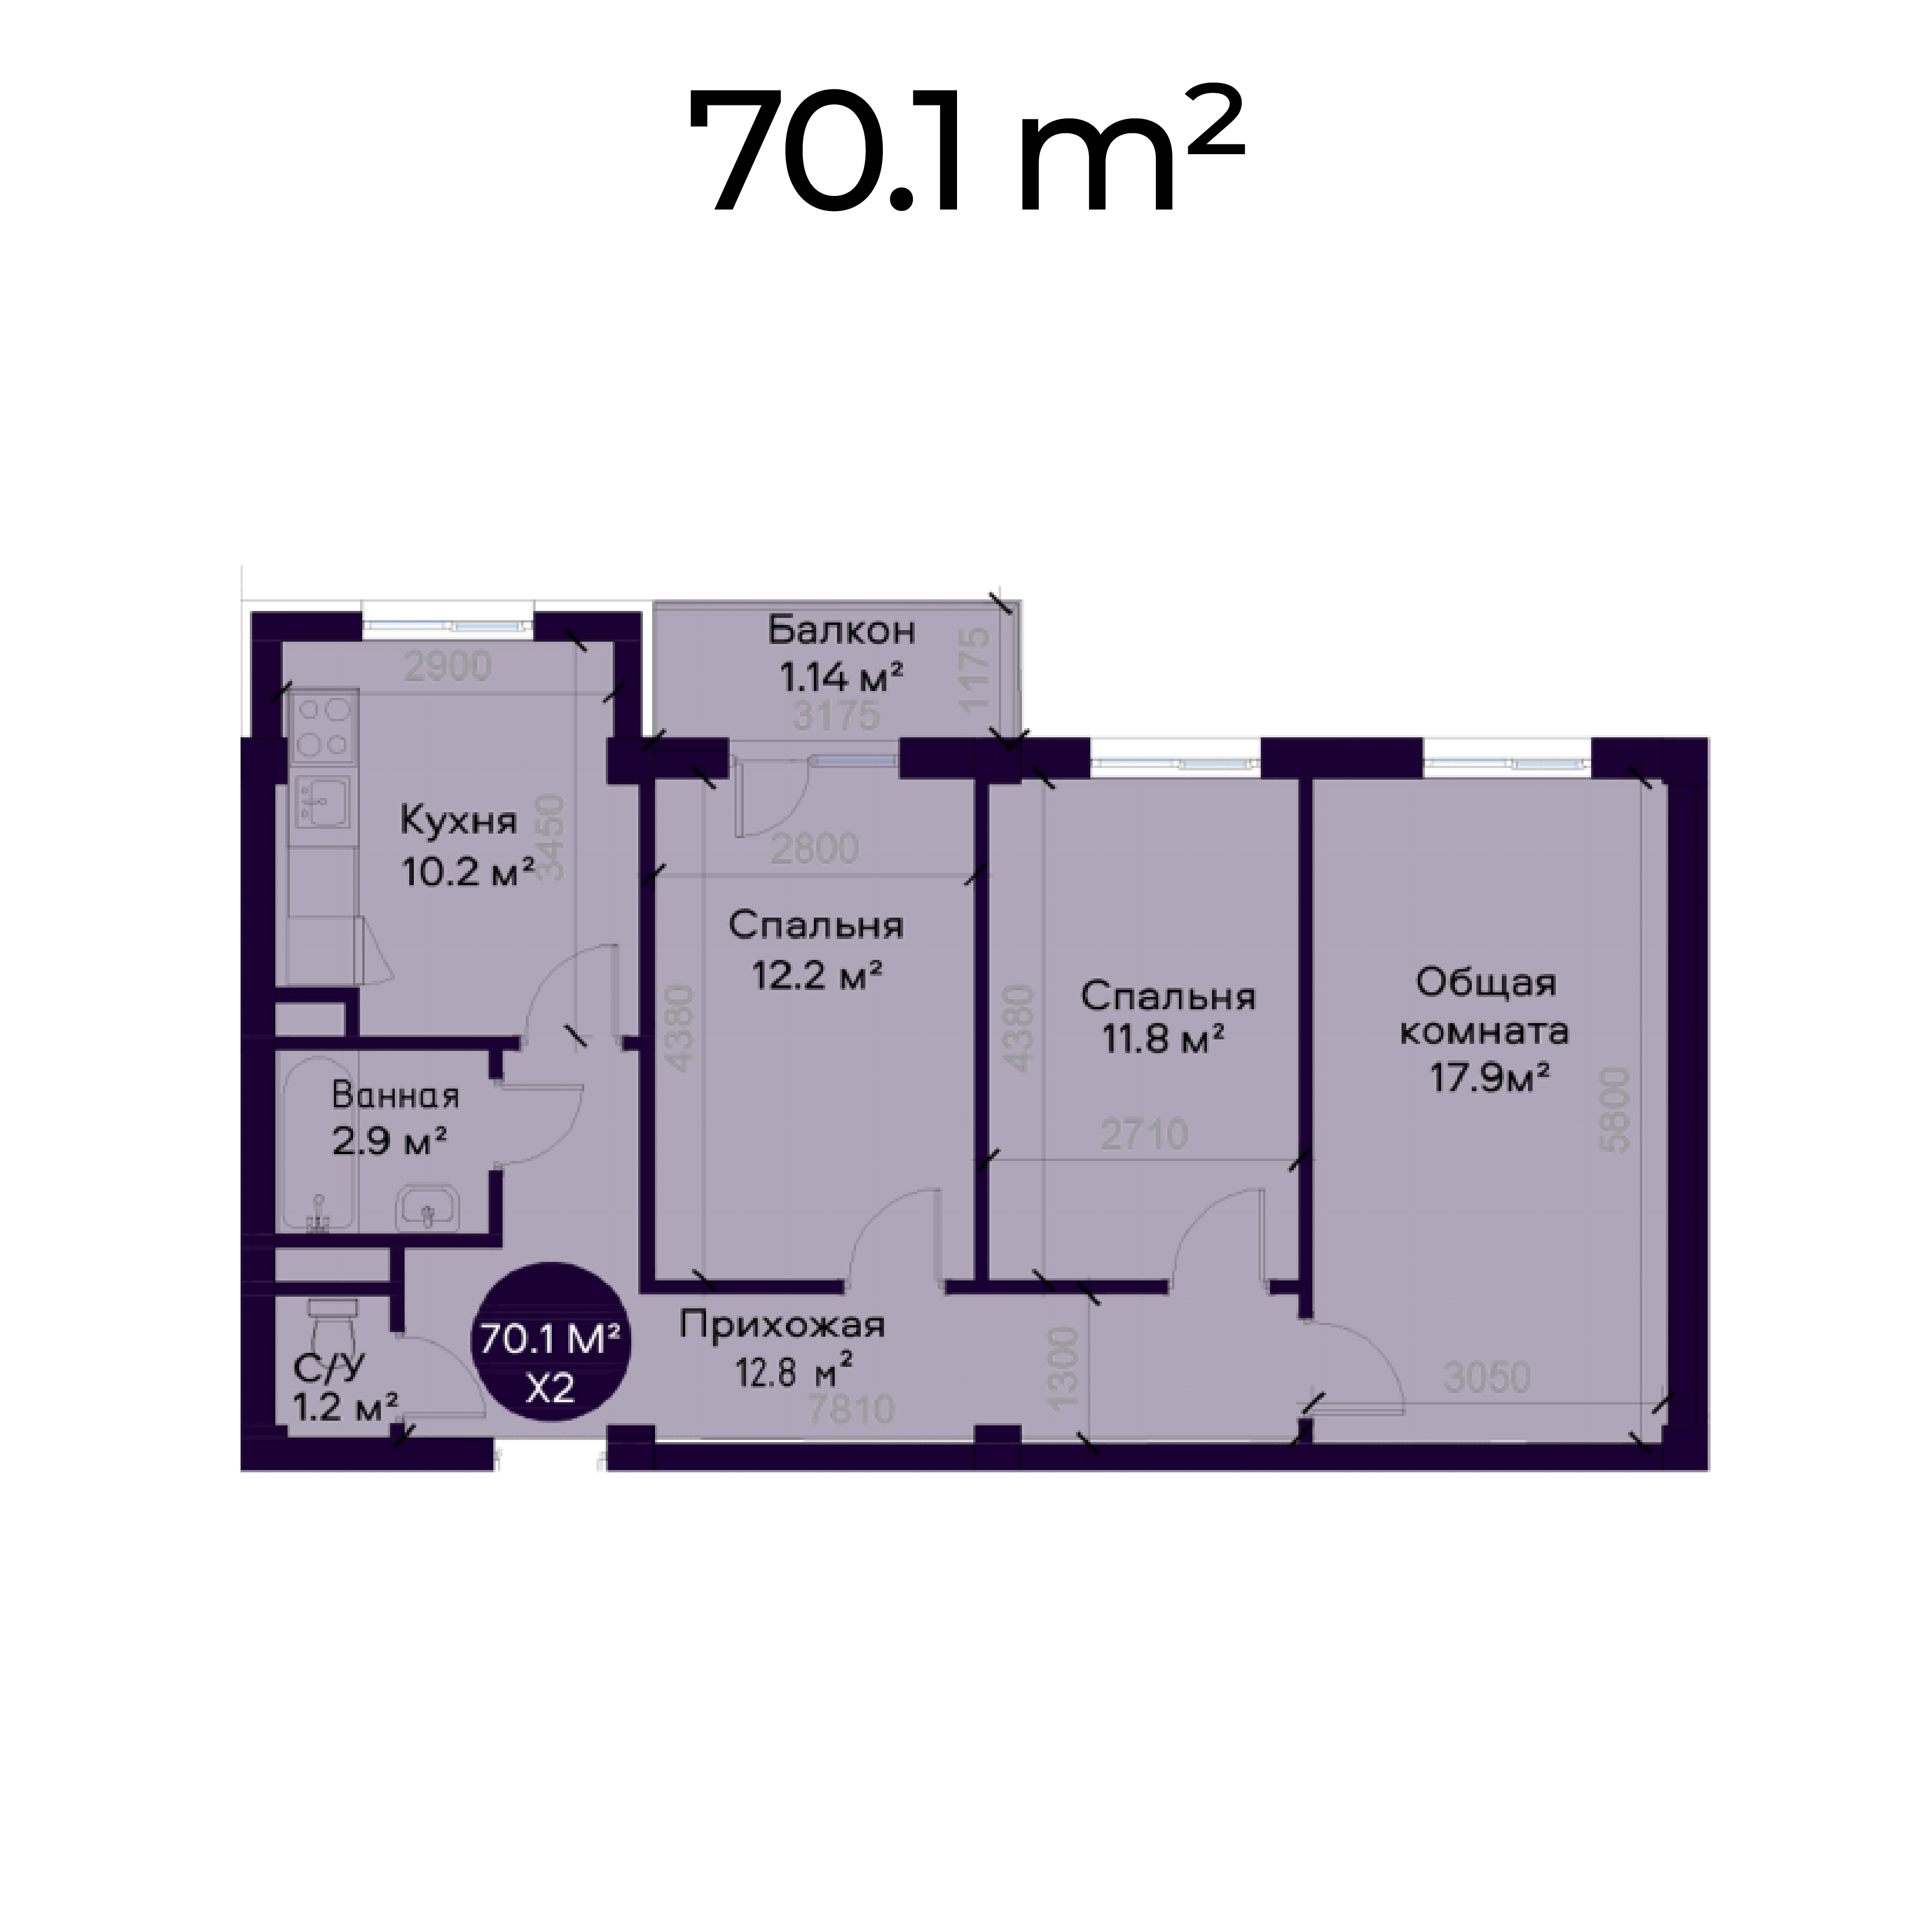 70.1 m²
Балкон
1.14 м²
3175
1175
2900
Кухня
10.2 м²
3450
2800
Спальня
12.2 м²
4380
Спальня
11.8 м²
4380
2710
Общая
комната
17.9м²
5800
Ванная
2.9 м²
70.1 М²
X2
Прихожая
12.8 м²
7810
1300
3050
С/У
1.2 м²